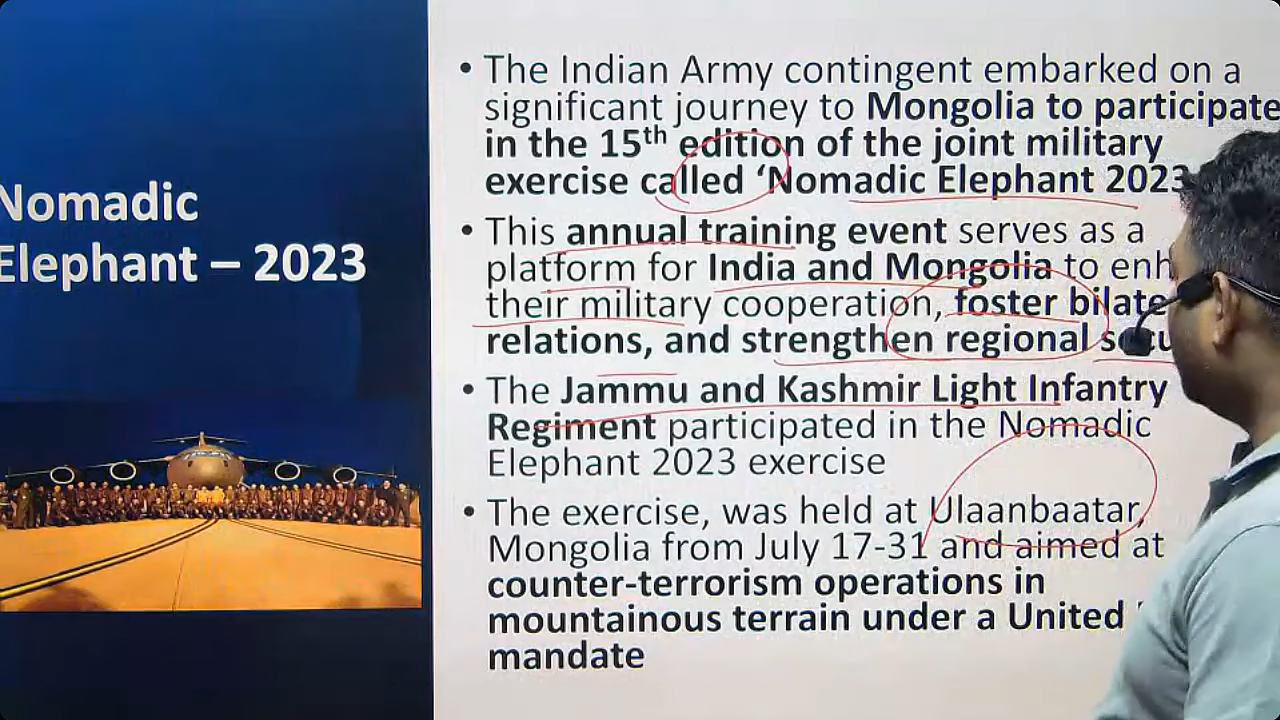 Nomadic
Elephant – 2023
• The Indian Army contingent embarked on a
significant journey to Mongolia to participate
in the 15th edition of the joint military
exercise called ‘Nomadic Elephant 2023
• This annual training event serves as a
platform for India and Mongolia to
their military cooperation, foster
relations, and strengthen regional
• The Jammu and Kashmir Light Infantry
Regiment participated in the Nomadic
Elephant 2023 exercise
• The exercise, was held at Ulaanbaatar,
Mongolia from July 17-31 and aimed at
counter-terrorism operations in
mountainous terrain under a United
mandate